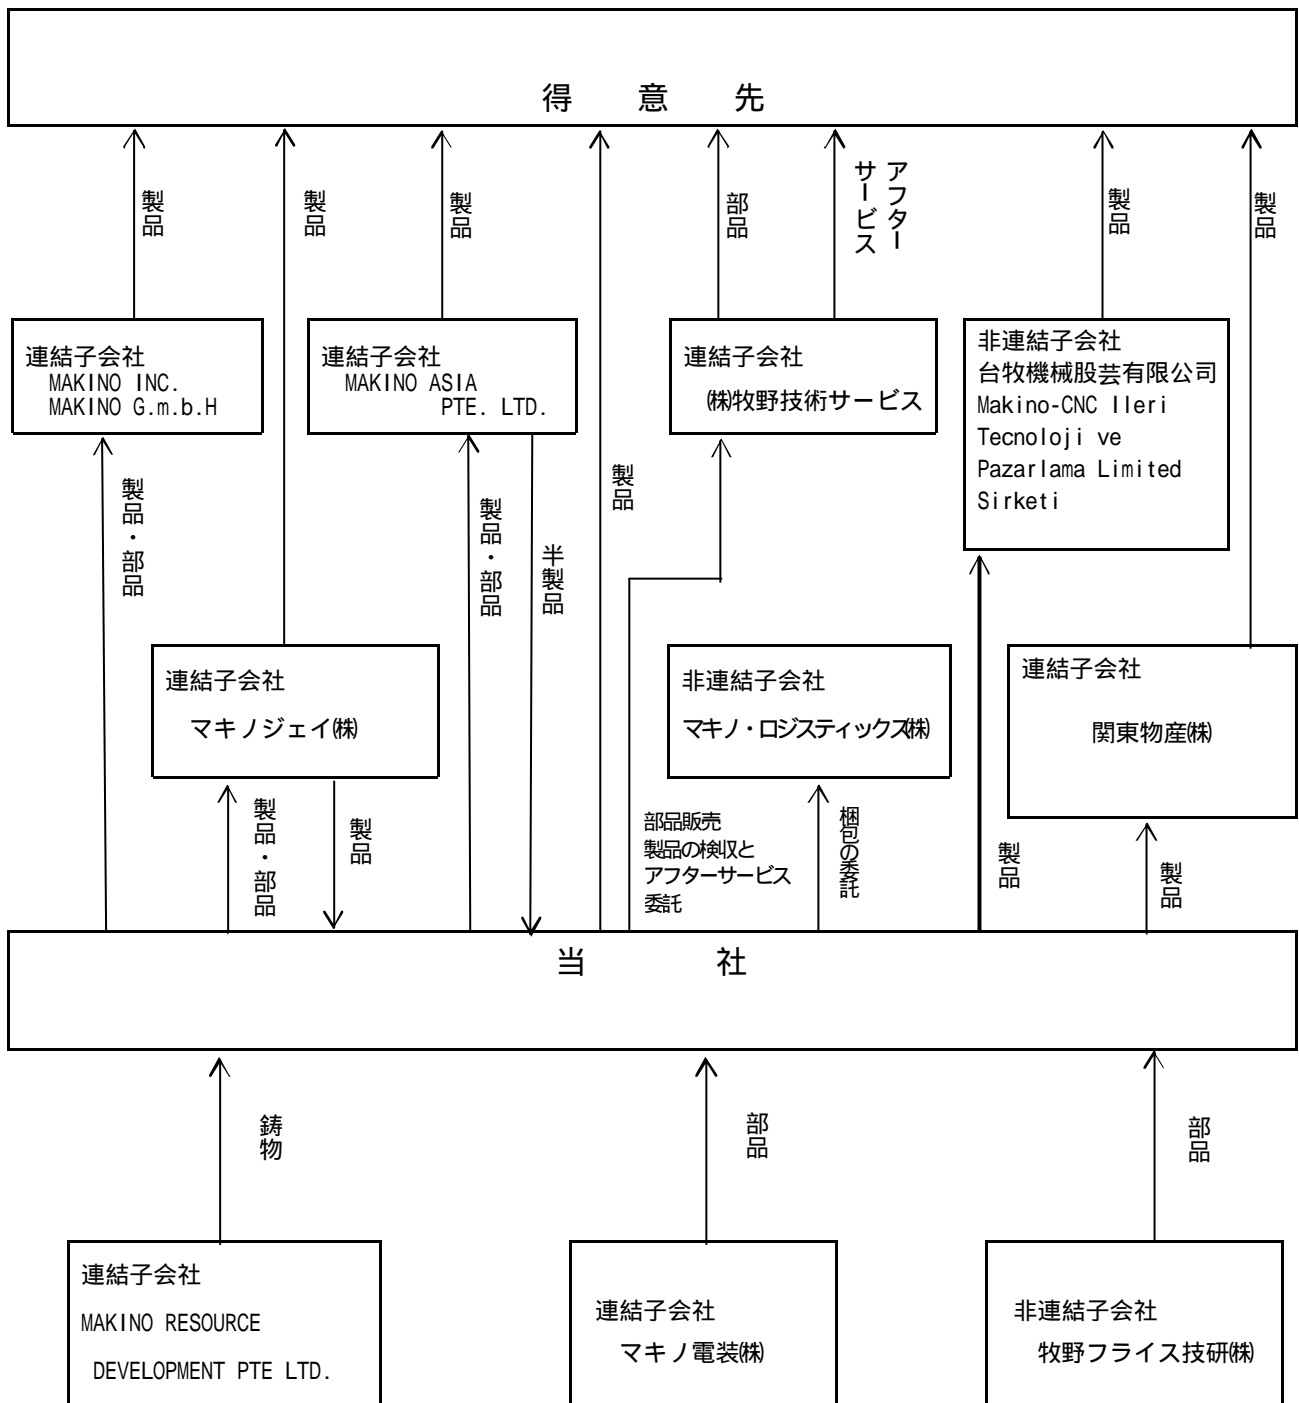 得 意 先
製品
製品
製品
部品
アフター
サービス
製品
製品
連結子会社
MAKINO INC.
MAKINO G.m.b.H
連結子会社
MAKINO ASIA
PTE. LTD.
連結子会社
㈱牧野技術サービス
非連結子会社
台牧機械股芸有限公司
Makino-CNC Ileri
Tecnoloji ve
Pazarlama Limited
Sirketi
製品・部品
製品・部品
半製品
製品
連結子会社
マキノジェイ㈱
非連結子会社
マキノ・ロジスティックス㈱
連結子会社
関東物産㈱
製品・部品
製品
部品販売
製品の検収と
アフターサービス
委託
梱包の委託
製品
製品
当 社
鋳物
部品
部品
連結子会社
MAKINO RESOURCE
DEVELOPMENT PTE LTD.
連結子会社
マキノ電装㈱
非連結子会社
牧野フライス技研㈱